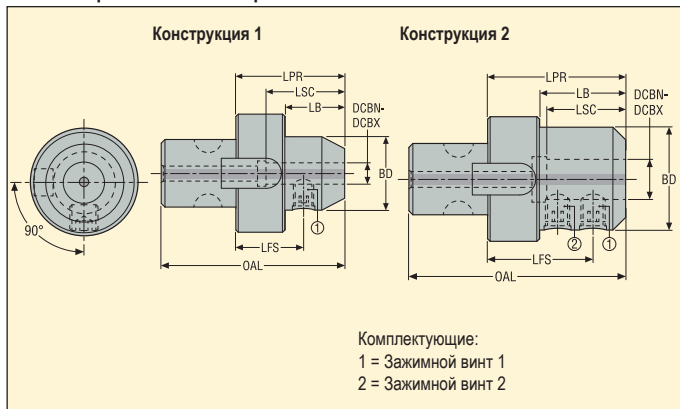 Конструкция 1
Конструкция 2
LPR
LSC
LB
DCBN-
DCBX
BD
90°
①
LFS
OAL
LPR
LB
LSC
DCBN-
DCBX
BD
②
①
LFS
OAL
Комплектующие:
1 = Зажимной винт 1
2 = Зажимной винт 2